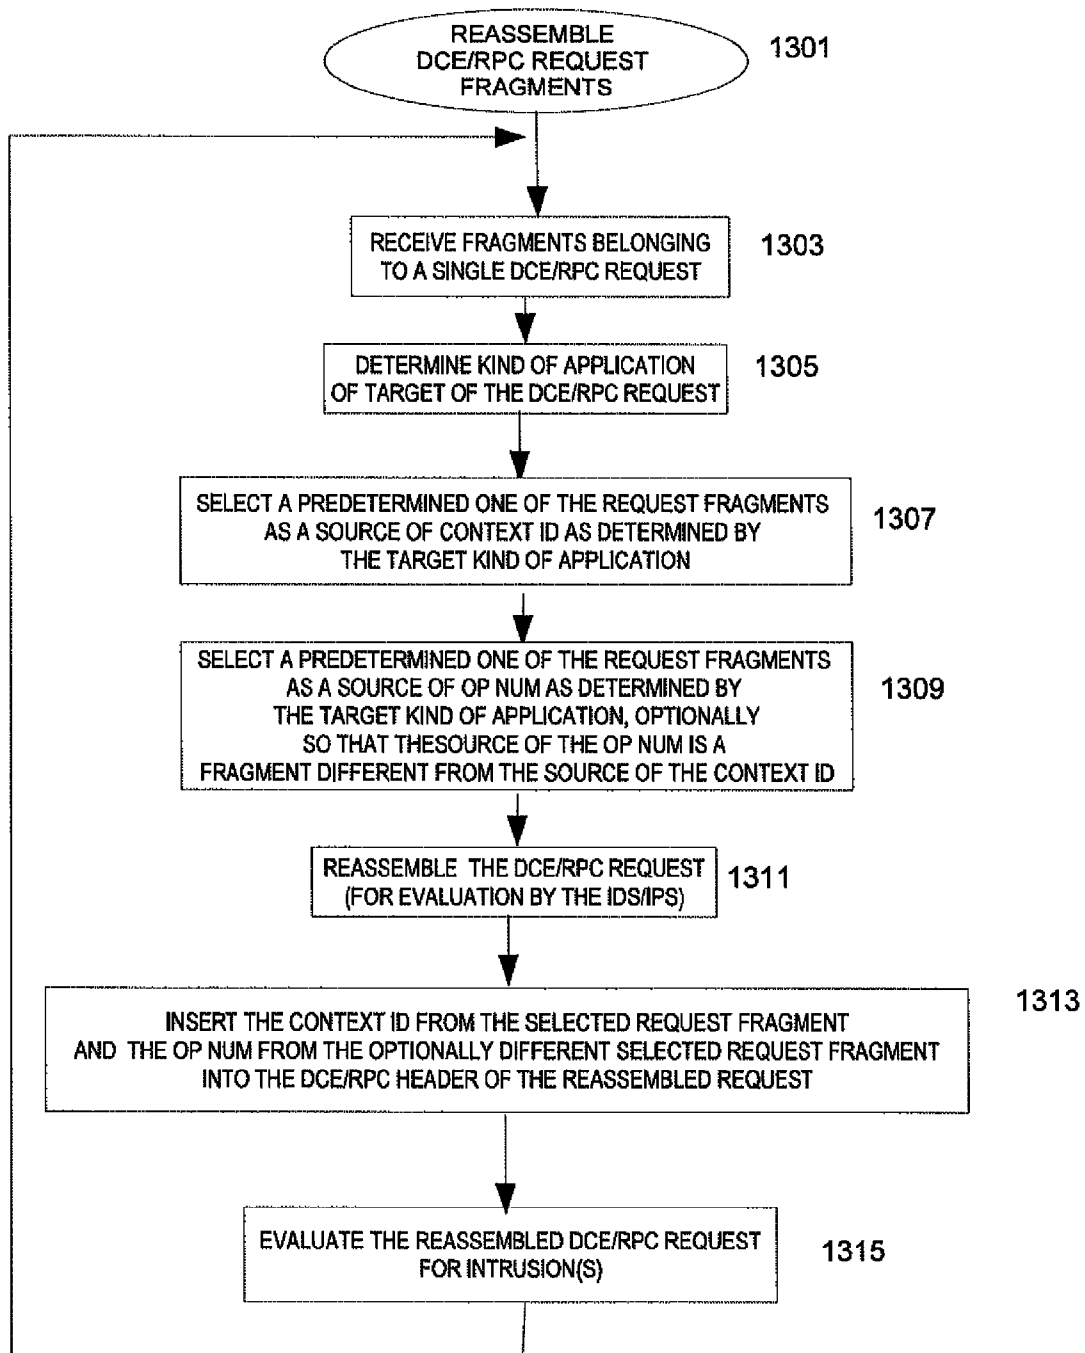 REASSEMBLE
DCE/RPC REQUEST
FRAGMENTS
1301
RECEIVE FRAGMENTS BELONGING
TO A SINGLE DCE/RPC REQUEST
1303
DETERMINE KIND OF APPLICATION
OF TARGET OF THE DCE/RPC REQUEST
1305
SELECT A PREDETERMINED ONE OF THE REQUEST FRAGMENTS
AS A SOURCE OF CONTEXT ID AS DETERMINED BY
THE TARGET KIND OF APPLICATION
1307
SELECT A PREDETERMINED ONE OF THE REQUEST FRAGMENTS
AS A SOURCE OF OP NUM AS DETERMINED BY
THE TARGET KIND OF APPLICATION, OPTIONALLY
SO THAT THESOURCE OF THE OP NUM IS A
FRAGMENT DIFFERENT FROM THE SOURCE OF THE CONTEXT ID
1309
REASSEMBLE THE DCE/RPC REQUEST
(FOR EVALUATION BY THE IDS/IPS)
1311
INSERT THE CONTEXT ID FROM THE SELECTED REQUEST FRAGMENT
AND THE OP NUM FROM THE OPTIONALLY DIFFERENT SELECTED REQUEST FRAGMENT
INTO THE DCE/RPC HEADER OF THE REASSEMBLED REQUEST
1313
EVALUATE THE REASSEMBLED DCE/RPC REQUEST
FOR INTRUSION(S)
1315